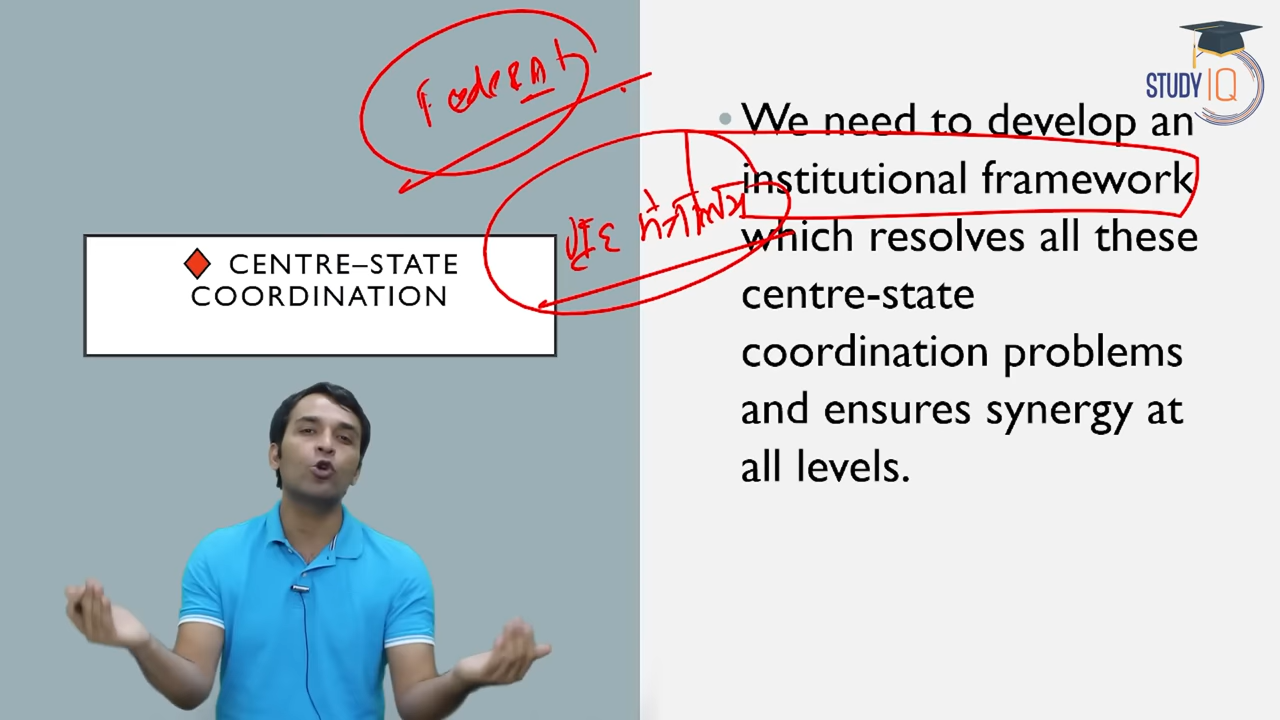 Federal
STUDY IQ
CENTRE–STATE
COORDINATION
We need to develop an
institutional framework
which resolves all these
centre-state
coordination problems
and ensures synergy at
all levels.